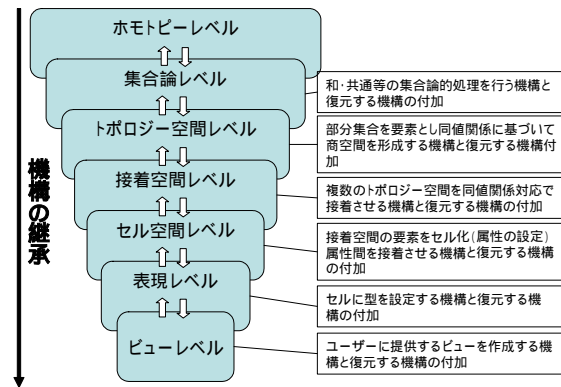 ホモトピーレベル
集合論レベル
和・共通等の集合論的処理を行う機構と
復元する機構の付加
トポロジー空間レベル
部分集合を要素とし同値関係に基づいて
商空間を形成する機構と復元する機構付
加
接着空間レベル
複数のトポロジー空間を同値関係対応で
接着させる機構と復元する機構の付加
セル空間レベル
接着空間の要素をセル化(属性の設定)
属性間を接着させる機構と復元する機構
の付加
表現レベル
セルに型を設定する機構と復元する機
構の付加
ビューレベル
ユーザーに提供するビューを作成する機
構と復元する機構の付加
機構の継承